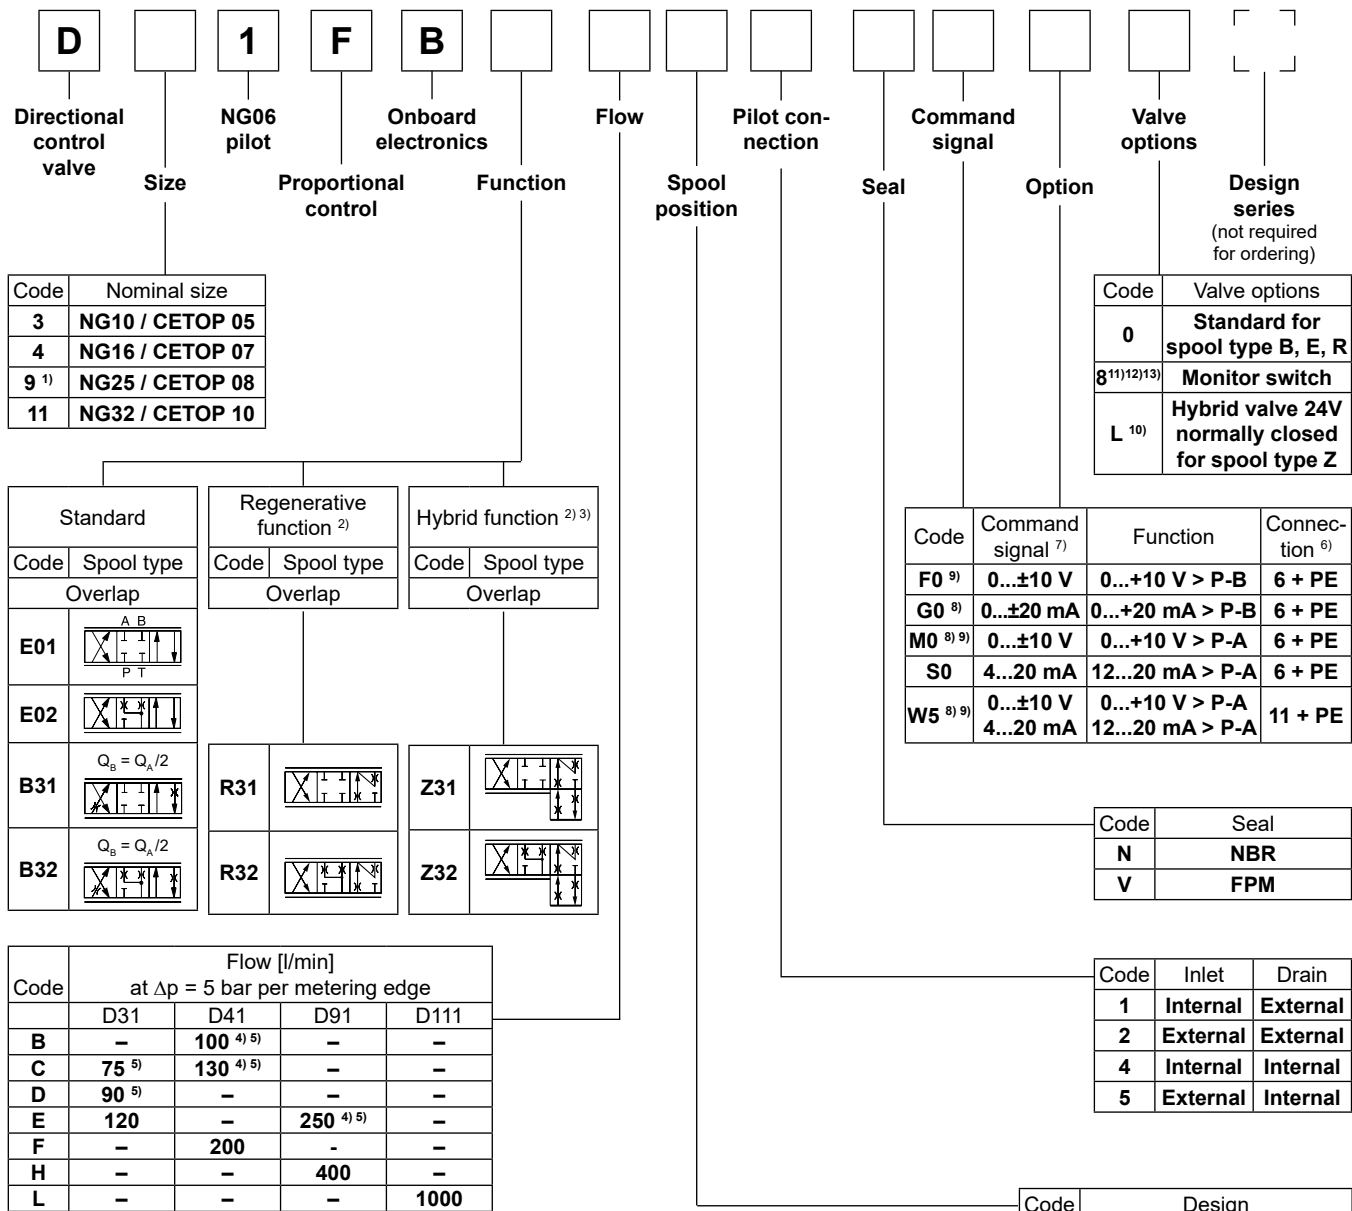 D 1 F B
Directional control valve
Size
NG06 pilot
Proportional control
Onboard electronics
Function
Flow
Spool position
Pilot con-
nection
Seal
Command signal
Option
Valve options
Design series
(not required for ordering)
Code Nominal size
3 NG10 / CETOP 05
4 NG16 / CETOP 07
9 1) NG25 / CETOP 08
11 NG32 / CETOP 10
Code Valve options
0 Standard for spool type B, E, R
8 11)12)13) Monitor switch
L 10) Hybrid valve 24V normally closed for spool type Z
Standard
Code Spool type
Overlap
E01 A B P T
E02
B31 QB = QA/2
B32 QB = QA/2
Regenerative function 2)
Code Spool type
Overlap
R31
R32
Hybrid function 2) 3)
Code Spool type
Overlap
Z31
Z32
Code Command signal 7) Function Connec-
tion 6)
F0 9) 0...±10 V 0...+10 V > P-B 6 + PE
G0 8) 0...±20 mA 0...+20 mA > P-B 6 + PE
M0 8) 9) 0...±10 V 0...+10 V > P-A 6 + PE
S0 4...20 mA 12...20 mA > P-A 6 + PE
W5 8) 9) 0...±10 V 0...+10 V > P-A 11 + PE
4...20 mA 12...20 mA > P-A
Code Seal
N NBR
V FPM
Code Flow [l/min]
at Δp = 5 bar per metering edge
D31 D41 D91 D111
B – 100 4) 5) – –
C 75 5) 130 4) 5) – –
D 90 5) – – –
E 120 – 250 4) 5) –
F – 200 - –
H – – 400 –
L – – – 1000
Code Inlet Drain
1 Internal External
2 External External
4 Internal Internal
5 External Internal
Code Design